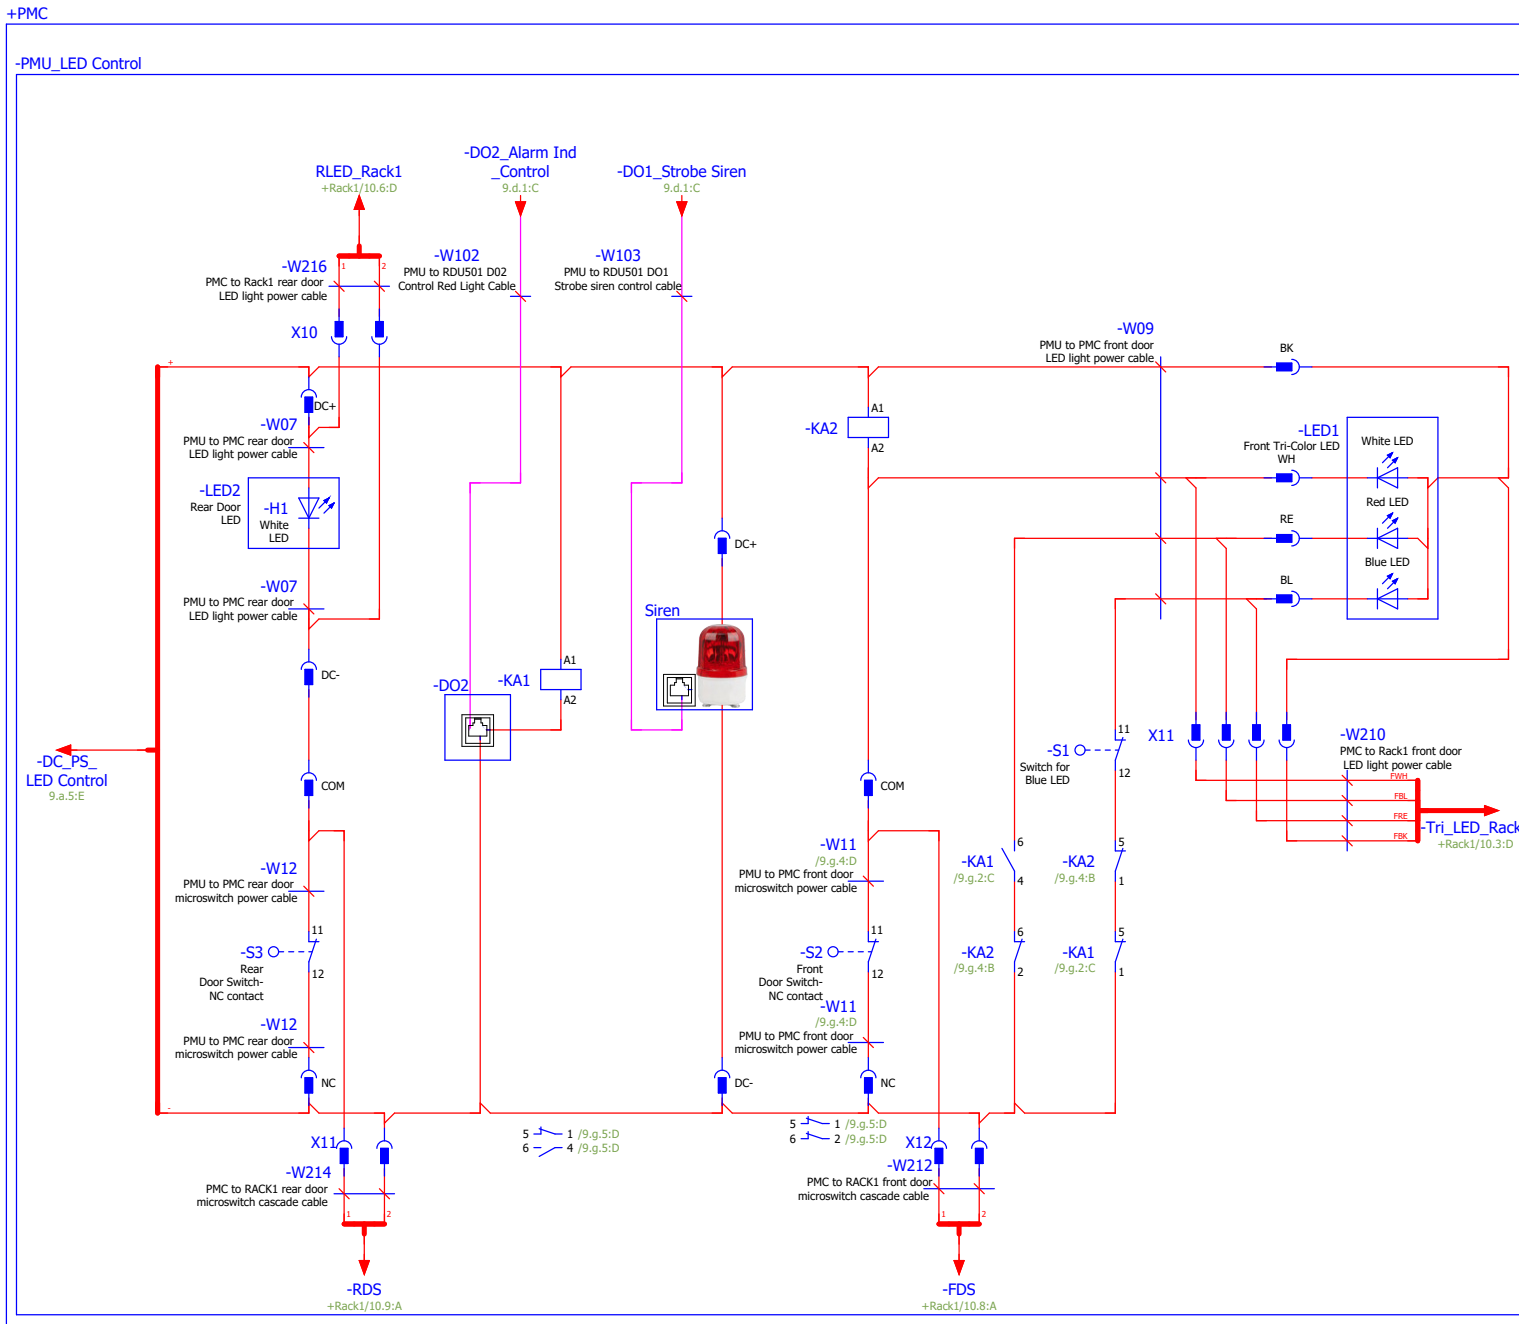 +PMC
-PMU_LED Control
-DO2_Alarm Ind
_Control
9.d.1:C
RLED_Rack1
+Rack1/10.6:D
-DO1_Strobe Siren
9.d.1:C
-W216
PMC to Rack1 rear door
LED light power cable
1
2
-W102
PMU to RDU501 D02
Control Red Light Cable
-W103
PMU to RDU501 DO1
Strobe siren control cable
X10
-W09
PMU to PMC front door
LED light power cable
BK
+
DC+
-W07
PMU to PMC rear door
LED light power cable
-KA2
A1
A2
-LED1
Front Tri-Color LED
WH
White LED
-LED2
Rear Door
LED
-H1
White
LED
RE
Red LED
DC+
BL
Blue LED
-W07
PMU to PMC rear door
LED light power cable
Siren
DC-
-DO2
-KA1
A1
A2
-DC_PS_
LED Control
9.a.5:E
COM
COM
-S1
Switch for
Blue LED
11
12
X11
-W210
PMC to Rack1 front door
LED light power cable
FWH
FBL
FRE
FBK
-Tri_LED_Rack
+Rack1/10.3:D
-W12
PMU to PMC rear door
microswitch power cable
-W11
/9.g.4:D
PMU to PMC front door
microswitch power cable
-KA1
/9.g.2:C
6
4
-KA2
/9.g.4:B
5
1
-S3
Rear
Door Switch-
NC contact
11
12
-S2
Front
Door Switch-
NC contact
11
12
-KA2
/9.g.4:B
6
2
-KA1
/9.g.2:C
5
1
-W12
PMU to PMC rear door
microswitch power cable
-W11
/9.g.4:D
PMU to PMC front door
microswitch power cable
NC
DC-
NC
-
5
1 /9.g.5:D
6
4 /9.g.5:D
5
1 /9.g.5:D
6
2 /9.g.5:D
X11
-W214
PMC to RACK1 rear door
microswitch cascade cable
1
2
X12
-W212
PMC to RACK1 front door
microswitch cascade cable
1
2
-RDS
+Rack1/10.9:A
-FDS
+Rack1/10.8:A